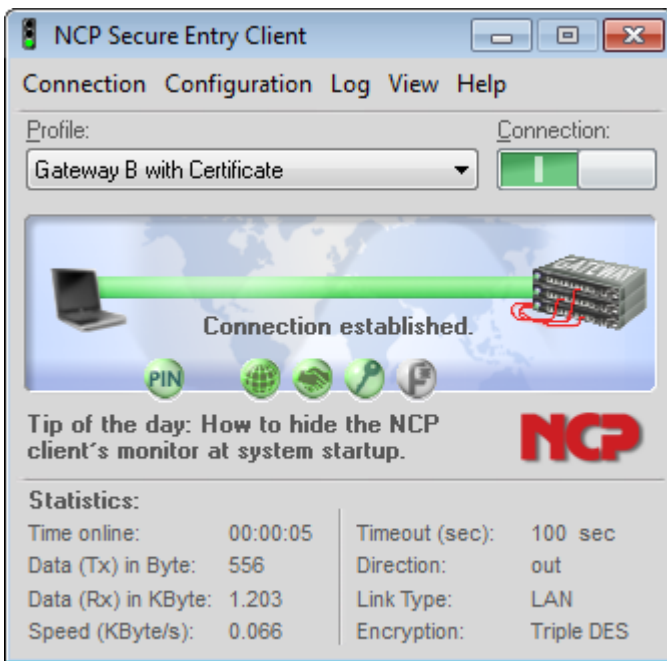 NCP Secure Entry Client
Connection Configuration Log View Help
Profile: Connection:
Gateway B with Certificate
GATEWAY
Connection established.
PIN
Tip of the day: How to hide the NCP
client´s monitor at system startup.
NCP
Statistics:
Time online: 00:00:05 Timeout (sec): 100 sec
Data (Tx) in Byte: 556 Direction: out
Data (Rx) in KByte: 1.203 Link Type: LAN
Speed (KByte/s): 0.066 Encryption: Triple DES